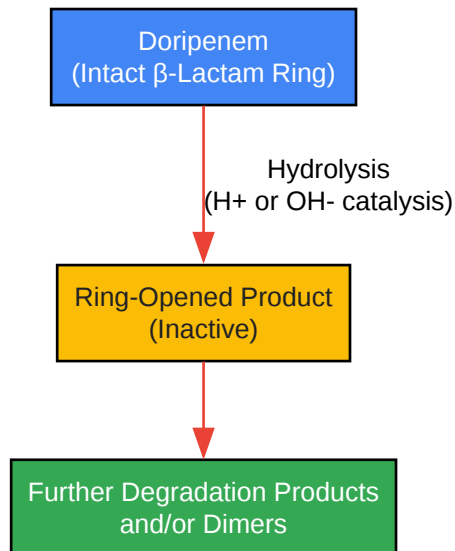 Doripenem
(Intact β-Lactam Ring)
Hydrolysis
(H+ or OH- catalysis)
Ring-Opened Product
(Inactive)
Further Degradation Products
and/or Dimers